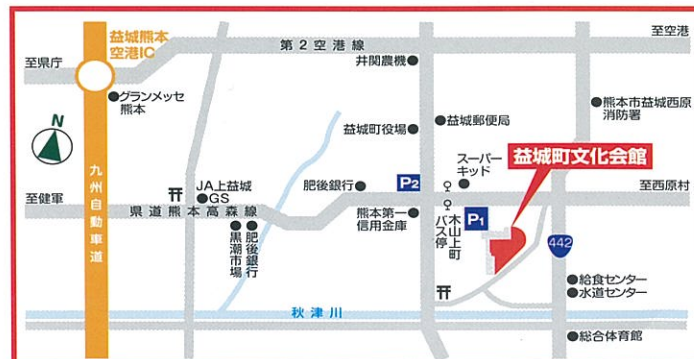 益城熊本
空港IC
第2空港線
至空港
至県庁
井関農機
グランメッセ
熊本
熊本市益城西原
消防署
益城郵便局
益城町役場
N
スーパー
キッド
益城町文化会館
九州自動車道
JA上益城
GS
肥後銀行
P2
至健軍
至西原村
県道熊本高森線
熊本第一
信用金庫
木山上町
バス停
P1
442
黒潮市場
肥後銀行
給食センター
水道センター
秋津川
総合体育館